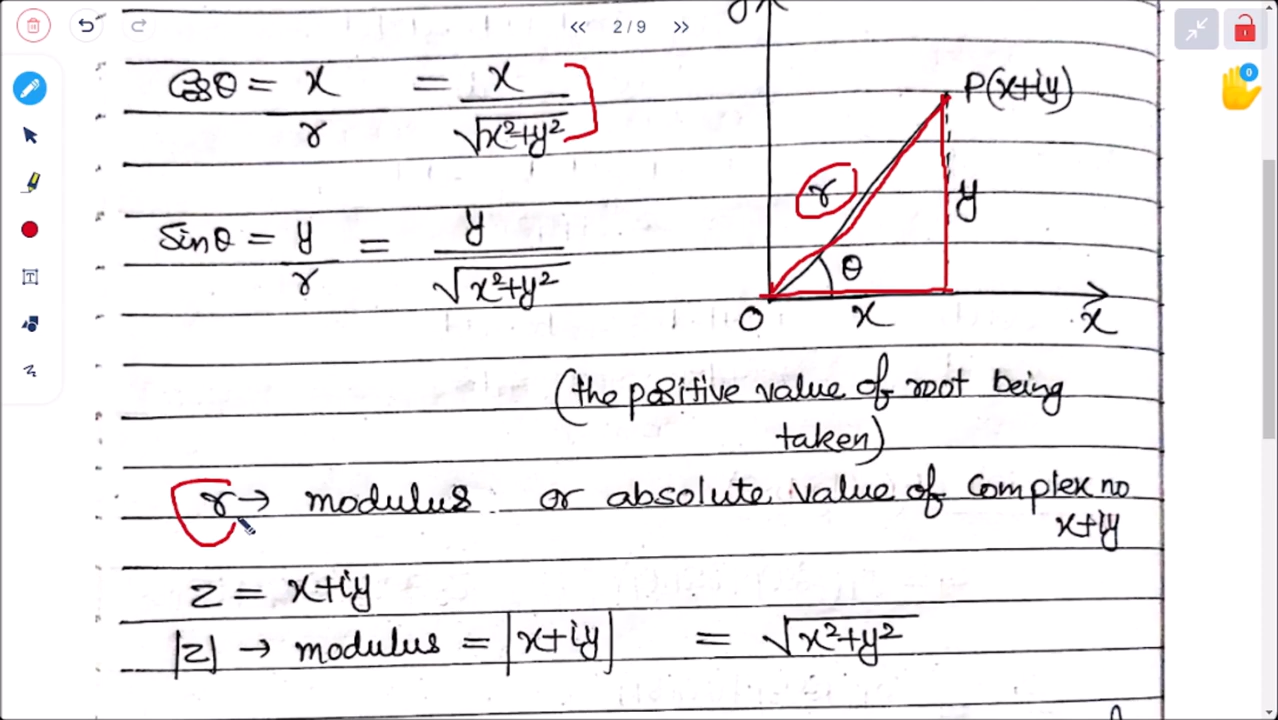 2/9
0
y
Cosθ = x/r = x/√x²+y²
P(x+iy)
r
y
Sinθ = y/r = y/√x²+y²
θ
O
x
x
(the positive value of root being
taken)
r → modulus or absolute value of Complex no
x+iy
z = x+iy
|z| → modulus = |x+iy| = √x²+y²